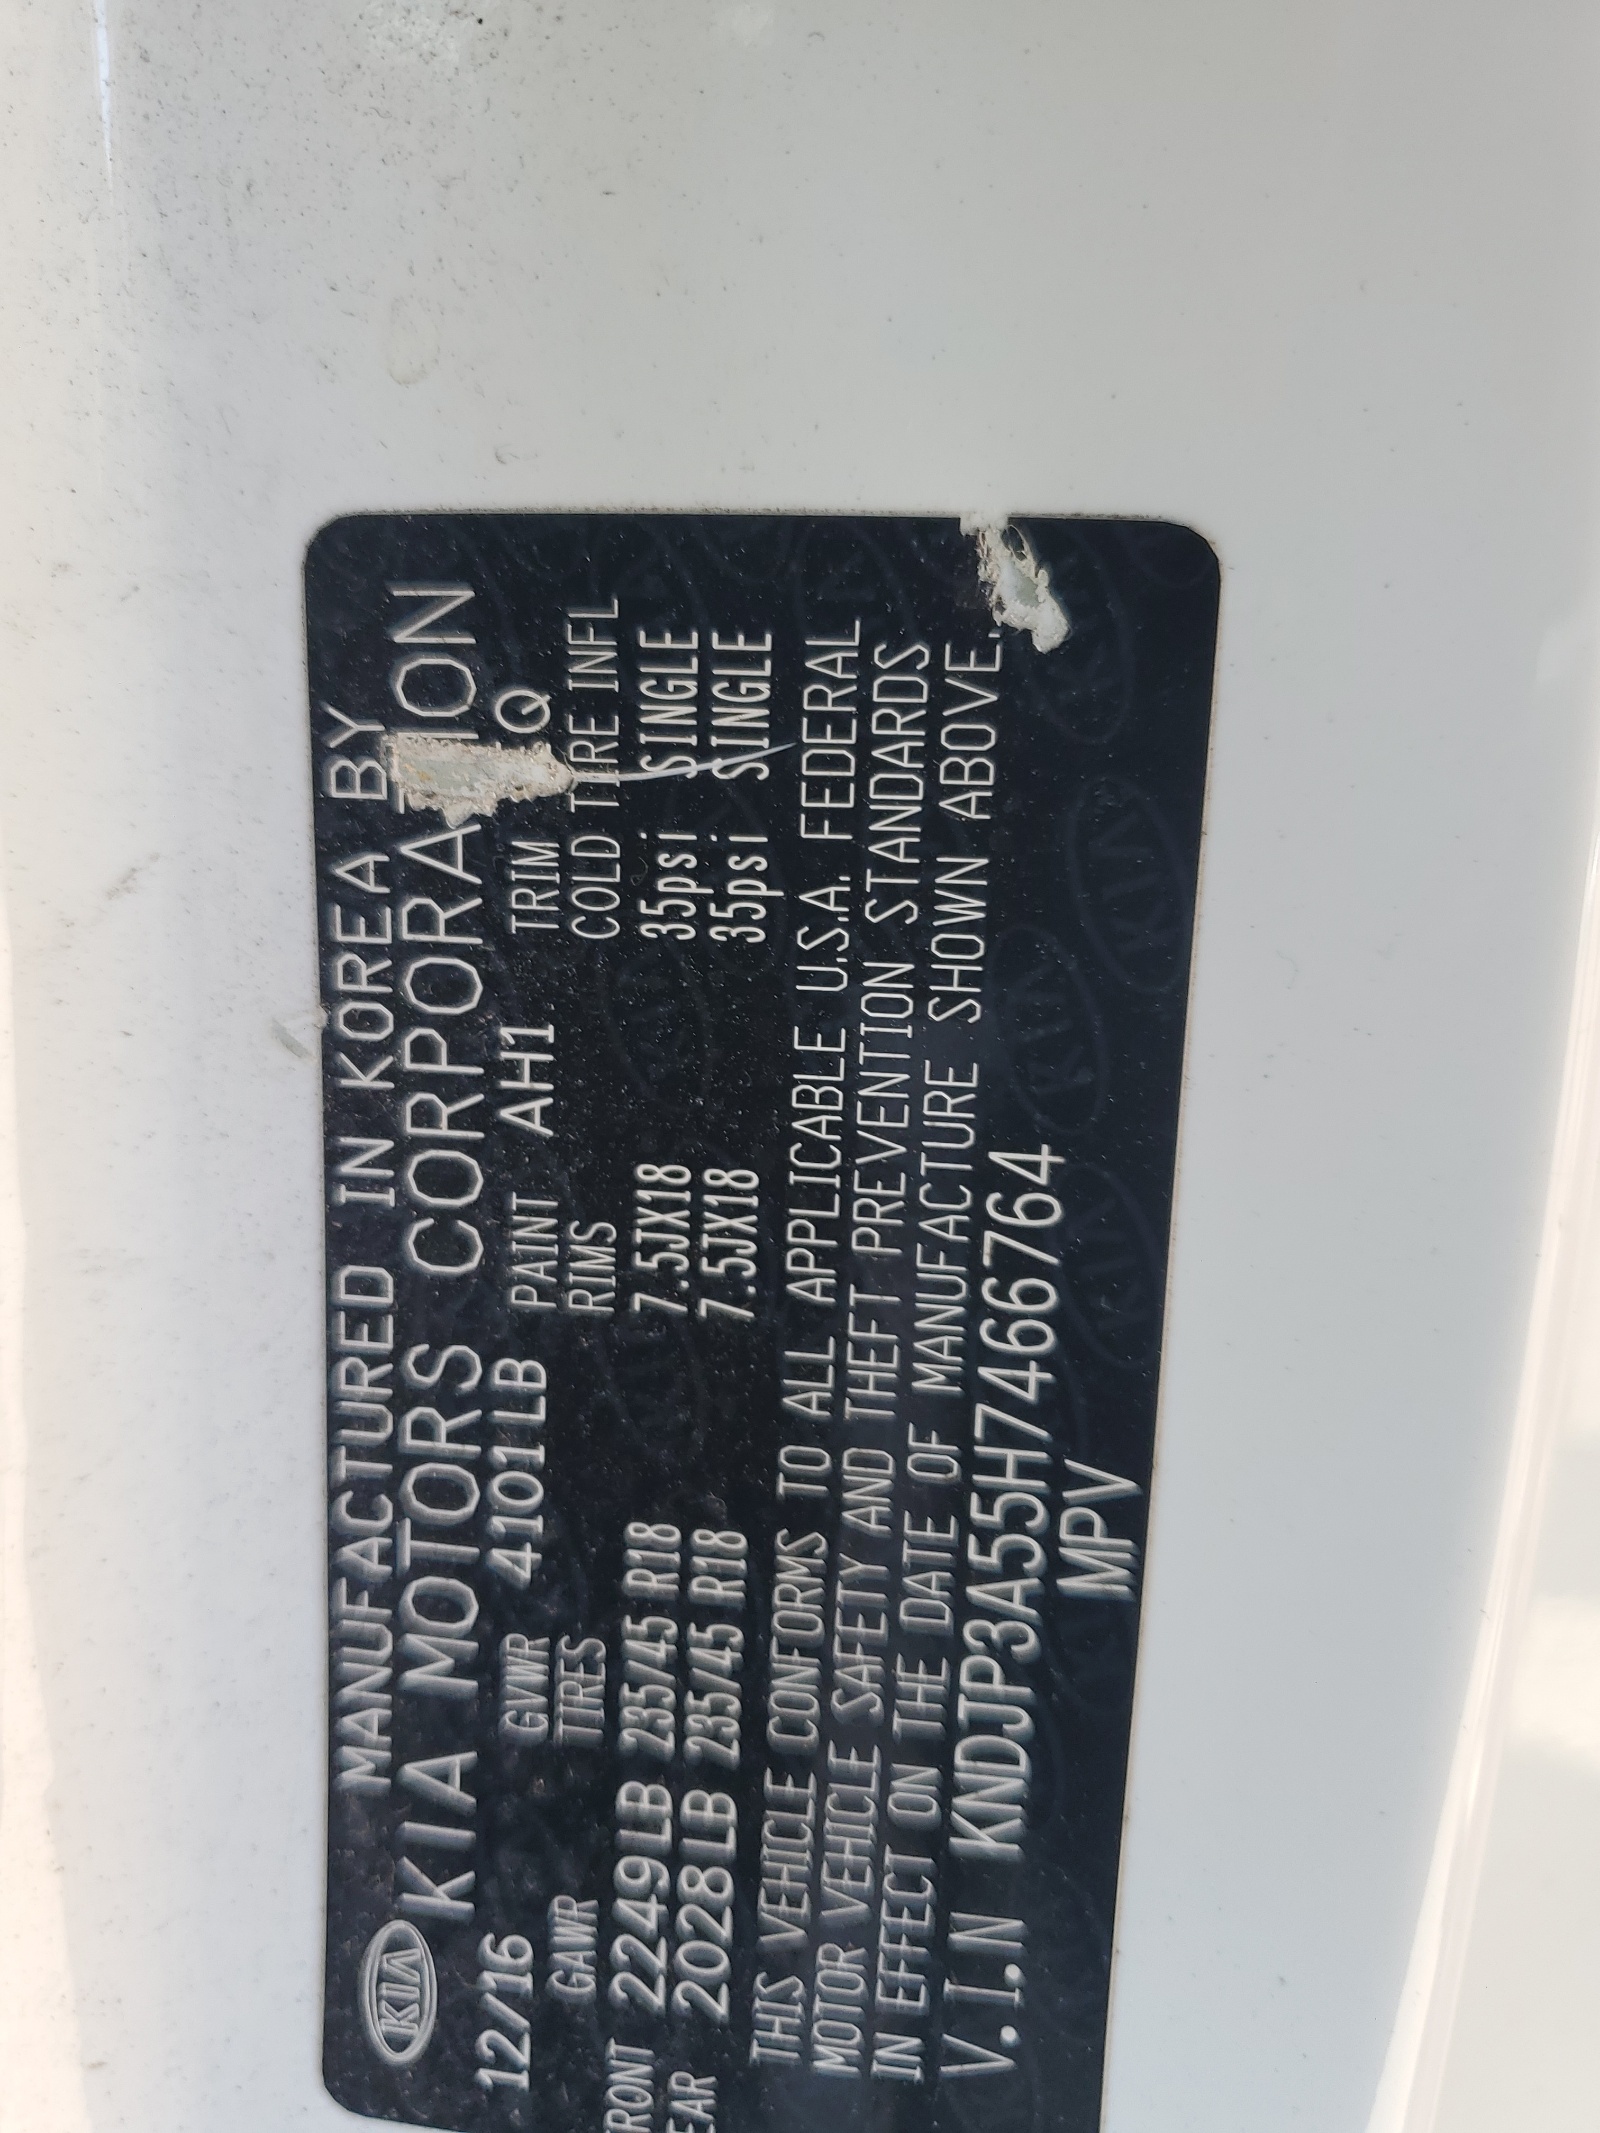 KIA
MANUFACTURED IN KOREA BY
KIA MOTORS CORPORATION
12/16 GVWR 4101LB PAINT AH1 TRIM Q
GAWR TIRES RIMS COLD TIRE INFL
FRONT 2249LB 235/45 R18 7.5JX18 35psi SINGLE
REAR 2028LB 235/45 R18 7.5JX18 35psi SINGLE
THIS VEHICLE CONFORMS TO ALL APPLICABLE U.S.A. FEDERAL
MOTOR VEHICLE SAFETY AND THEFT PREVENTION STANDARDS
IN EFFECT ON THE DATE OF MANUFACTURE SHOWN ABOVE.
V.I.N KNDJP3A55H7466764
MPV